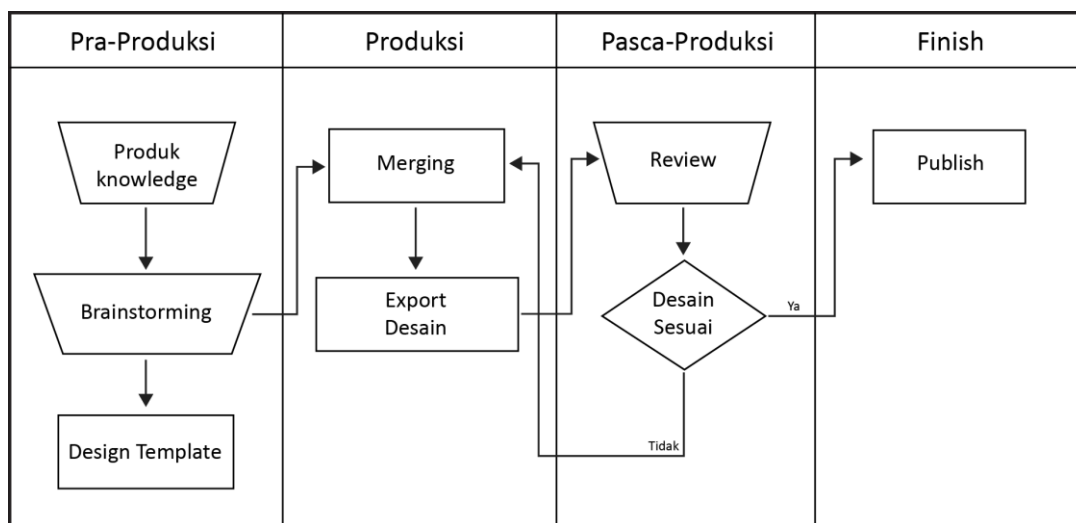 Pra-Produksi
Produksi
Pasca-Produksi
Finish
Produk
knowledge
Brainstorming
Design Template
Merging
Export
Desain
Review
Desain
Sesuai
Ya
Tidak
Publish